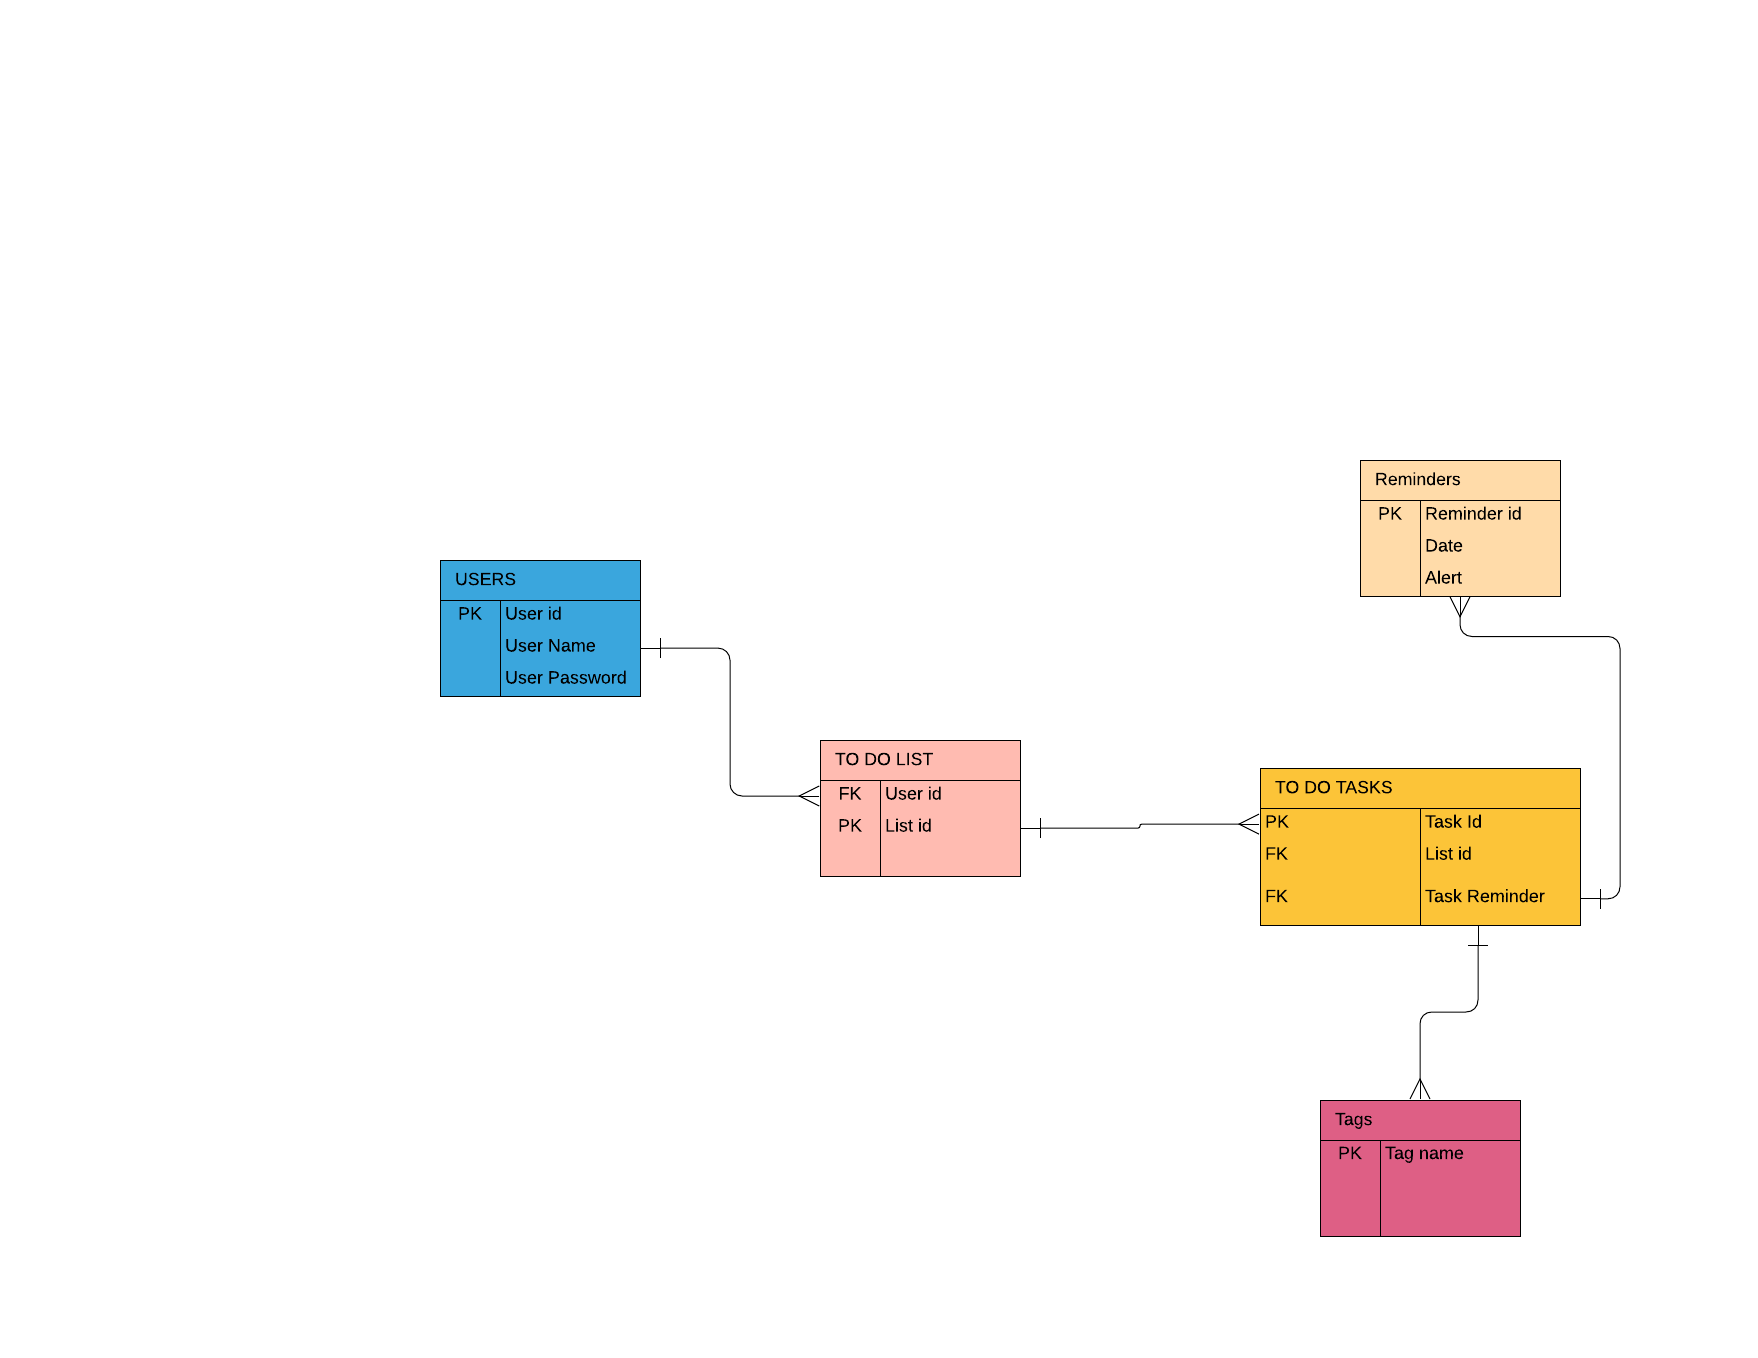 Reminders
PK Reminder id
Date
Alert
USERS
PK User id
User Name
User Password
TO DO LIST
FK User id
PK List id
TO DO TASKS
PK Task Id
FK List id
FK Task Reminder
Tags
PK Tag name